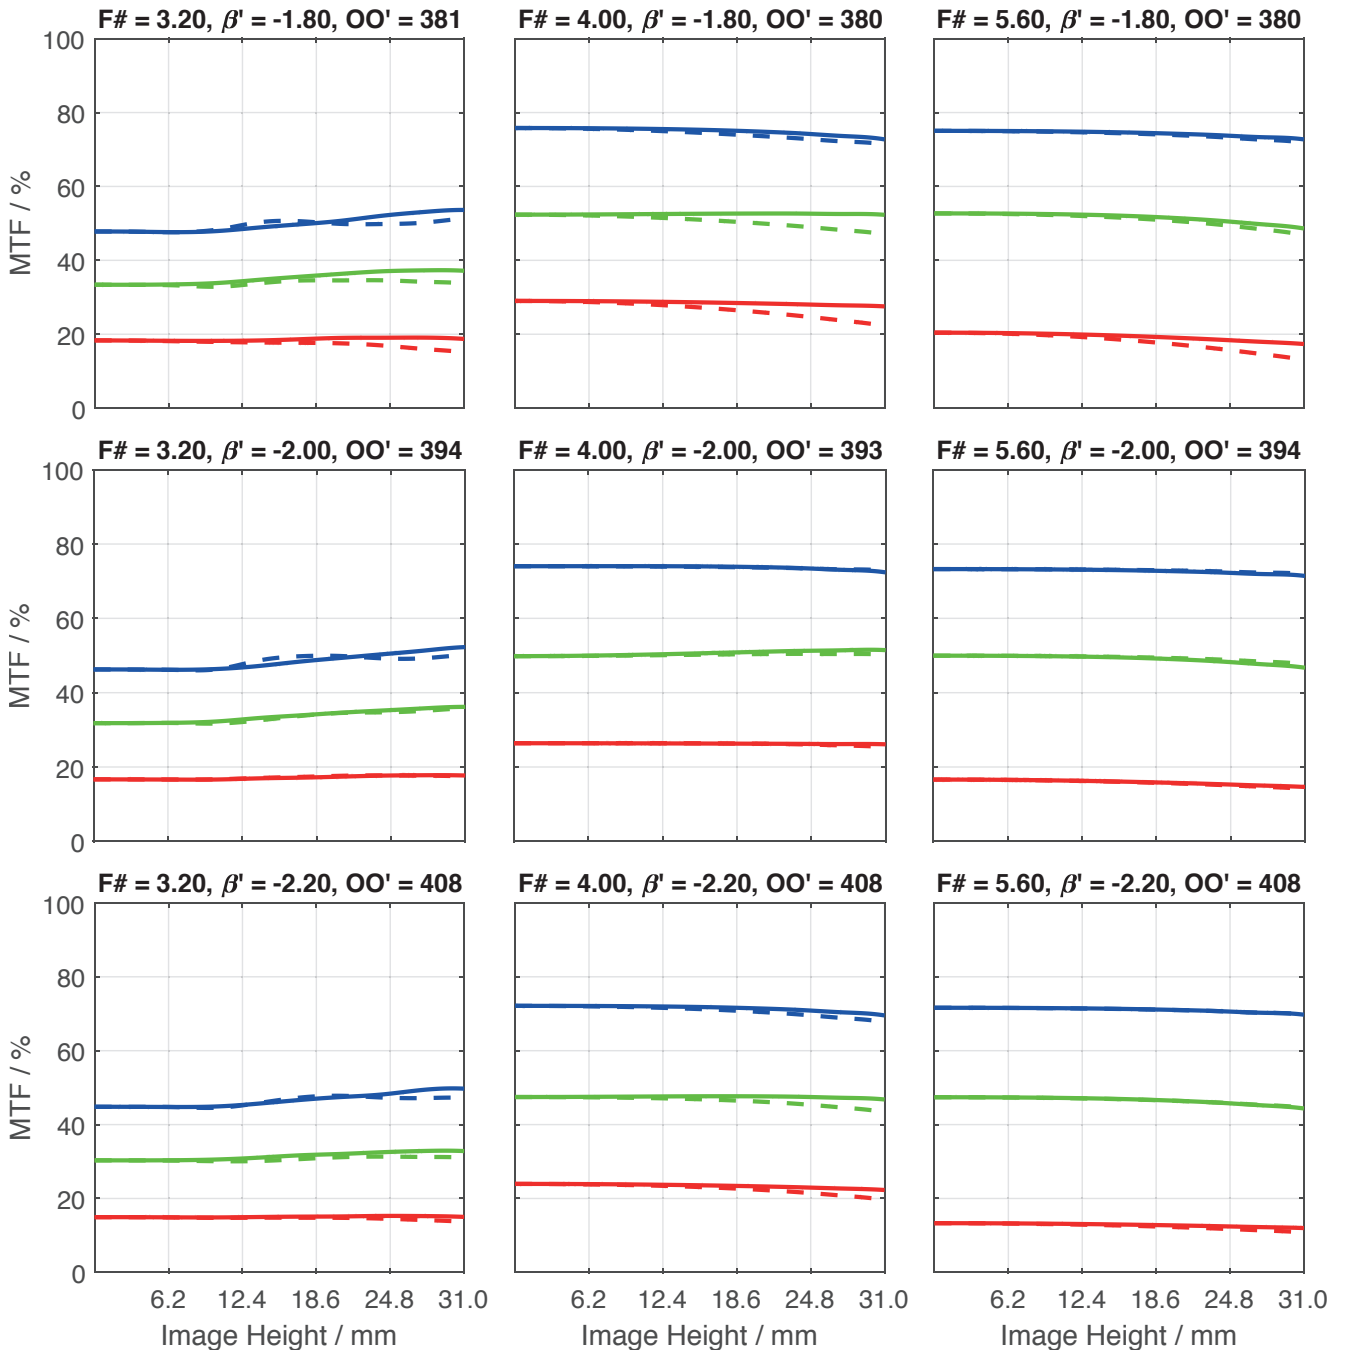 F# = 3.20, β' = -1.80, OO' = 381
F# = 4.00, β' = -1.80, OO' = 380
F# = 5.60, β' = -1.80, OO' = 380
100
80
60
40
20
0
MTF / %
F# = 3.20, β' = -2.00, OO' = 394
F# = 4.00, β' = -2.00, OO' = 393
F# = 5.60, β' = -2.00, OO' = 394
100
80
60
40
20
0
MTF / %
F# = 3.20, β' = -2.20, OO' = 408
F# = 4.00, β' = -2.20, OO' = 408
F# = 5.60, β' = -2.20, OO' = 408
100
80
60
40
20
0
MTF / %
6.2 12.4 18.6 24.8 31.0
6.2 12.4 18.6 24.8 31.0
6.2 12.4 18.6 24.8 31.0
Image Height / mm
Image Height / mm
Image Height / mm